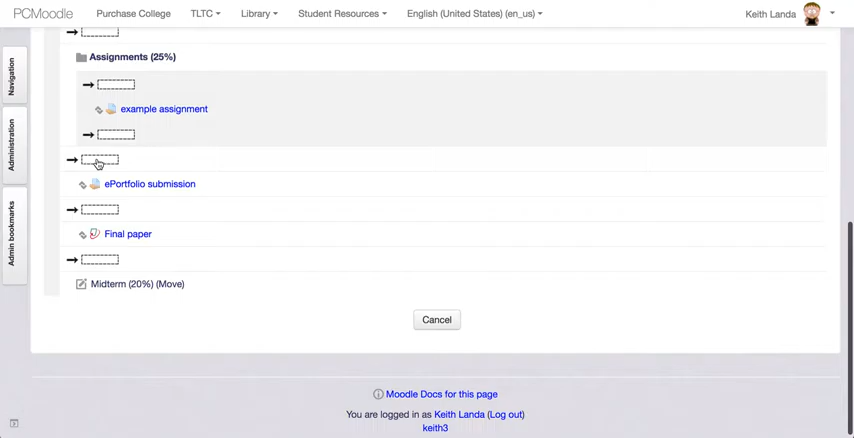 PCMoodle Purchase College TLTC Library Student Resources English (United States) (en_us) Keith Landa
Navigation
Administration
Admin bookmarks
Assignments (25%)
example assignment
ePortfolio submission
Final paper
Midterm (20%) (Move)
Cancel
Moodle Docs for this page
You are logged in as Keith Landa (Log out)
keith3